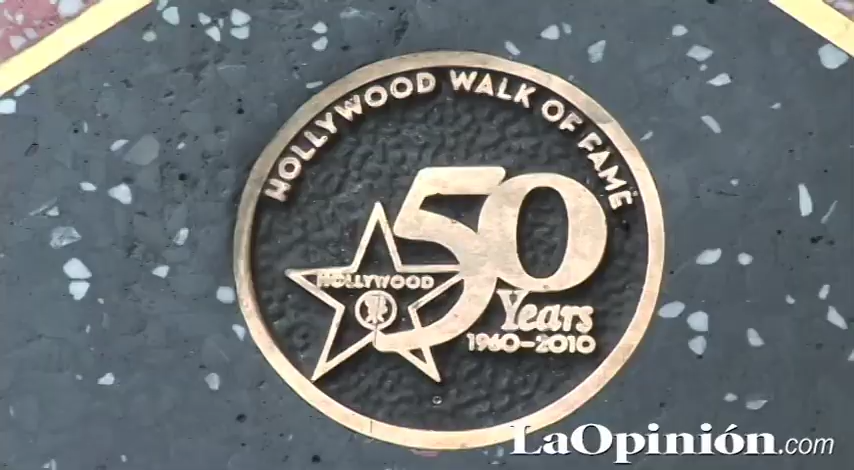 HOLLYWOOD WALK OF FAME
50
HOLLYWOOD
Years
1960-2010
LaOpinión.com